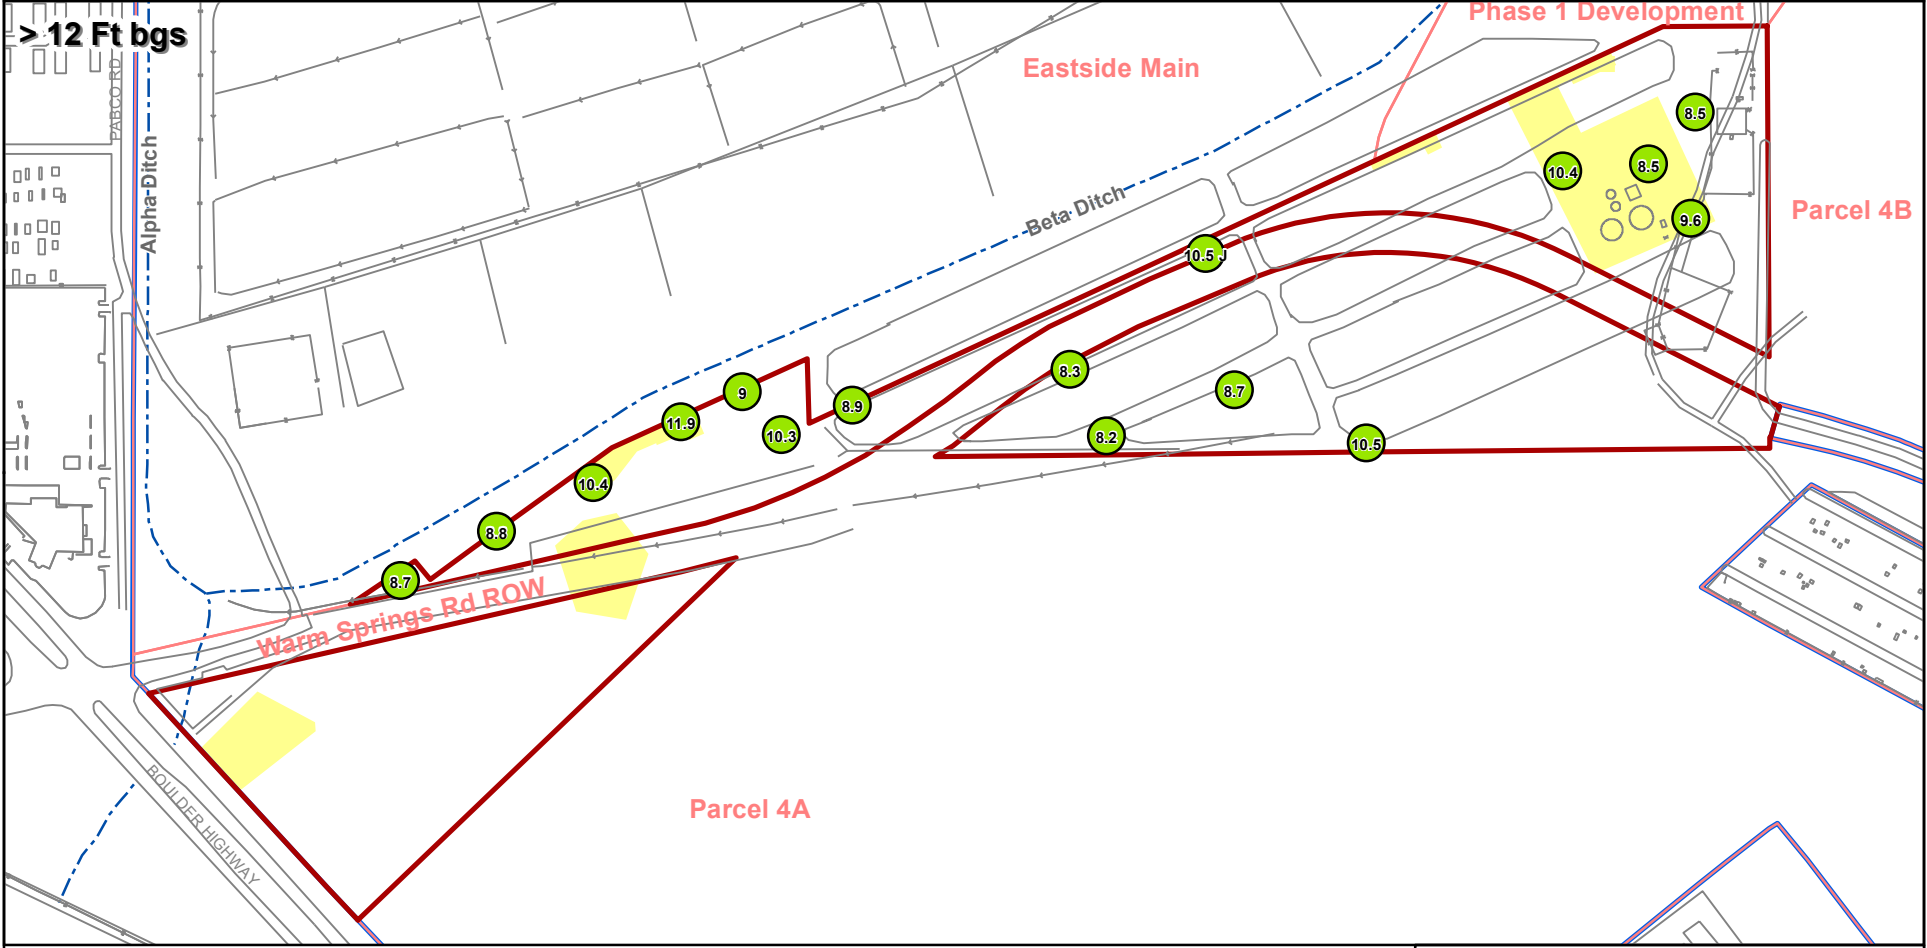 > 12 Ft bgs
Phase 1 Development
Eastside Main
PABCO RD
Alpha Ditch
Beta Ditch
Parcel 4B
8.5
10.4
8.5
9.6
10.5 J
8.3
8.7
9
8.9
11.9
10.3
8.2
10.5
10.4
8.8
8.7
Warm Springs Rd ROW
Parcel 4A
BOULDER HIGHWAY